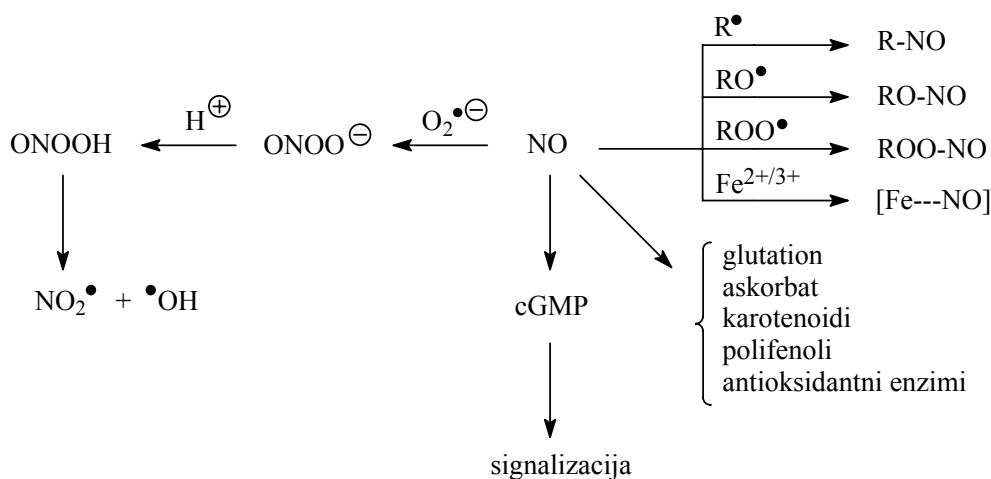 R●
R-NO
RO●
RO-NO
H⊕
O₂●⊖
ROO●
ONOOH
ONOO⊖
NO
ROO-NO
Fe²⁺/³⁺
[Fe---NO]
glutation
askorbat
NO₂● + ●OH
cGMP
karotenoidi
polifenoli
antioksidantni enzimi
signalizacija